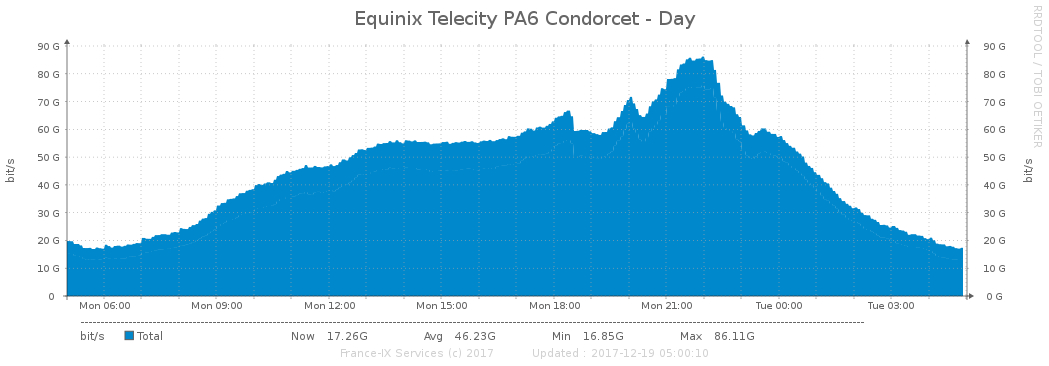 Equinix Telecity PA6 Condorcet - Day
RRDTOOL / TOBI OETIKER
90 G 90 G
80 G 80 G
70 G 70 G
60 G 60 G
50 G 50 G
40 G 40 G
30 G 30 G
20 G 20 G
10 G 10 G
0 0 G
bit/s bit/s
Mon 06:00 Mon 09:00 Mon 12:00 Mon 15:00 Mon 18:00 Mon 21:00 Tue 00:00 Tue 03:00
bit/s Total Now 17.26G Avg 46.23G Min 16.85G Max 86.11G
France-IX Services (c) 2017 Updated : 2017-12-19 05:00:10